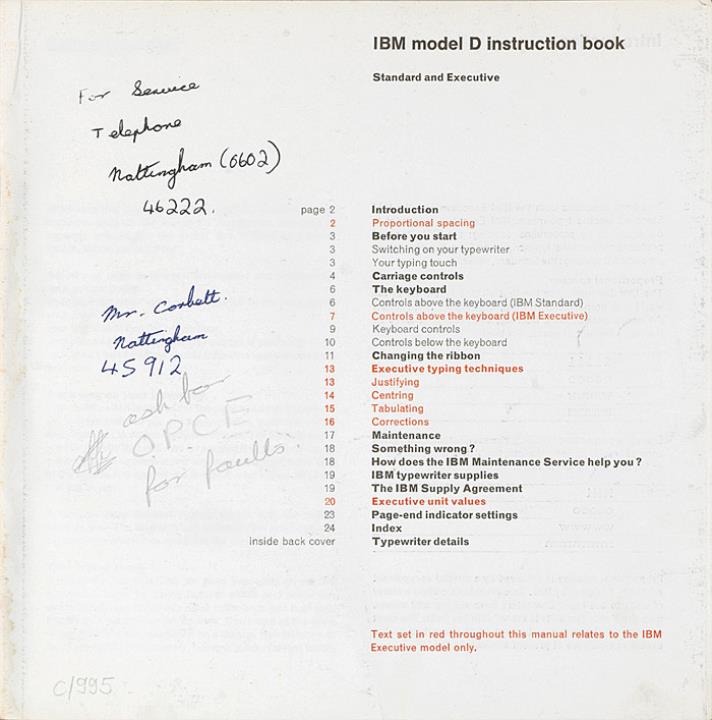 IBM model D instruction book
Standard and Executive
For Service
Telephone
Nottingham (0602)
46222.
page 2 Introduction
2 Proportional spacing
3 Before you start
3 Switching on your typewriter
3 Your typing touch
4 Carriage controls
6 The keyboard
6 Controls above the keyboard (IBM Standard)
7 Controls above the keyboard (IBM Executive)
9 Keyboard controls
10 Controls below the keyboard
11 Changing the ribbon
13 Executive typing techniques
13 Justifying
14 Centring
15 Tabulating
16 Corrections
17 Maintenance
18 Something wrong?
18 How does the IBM Maintenance Service help you?
19 IBM typewriter supplies
19 The IBM Supply Agreement
20 Executive unit values
23 Page-end indicator settings
24 Index
inside back cover Typewriter details
Mr. Corbett.
Nottingham
45912
ask for
O.P.C.E
for faults.
Text set in red throughout this manual relates to the IBM
Executive model only.
C/995